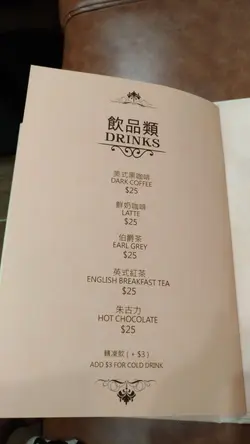 飲品類
DRINKS
美式黑咖啡
DARK COFFEE
$25
鮮奶咖啡
LATTE
$25
伯爵茶
EARL GREY
$25
英式紅茶
ENGLISH BREAKFAST TEA
$25
朱古力
HOT CHOCOLATE
$25
轉凍飲 ( + $3 )
ADD $3 FOR COLD DRINK